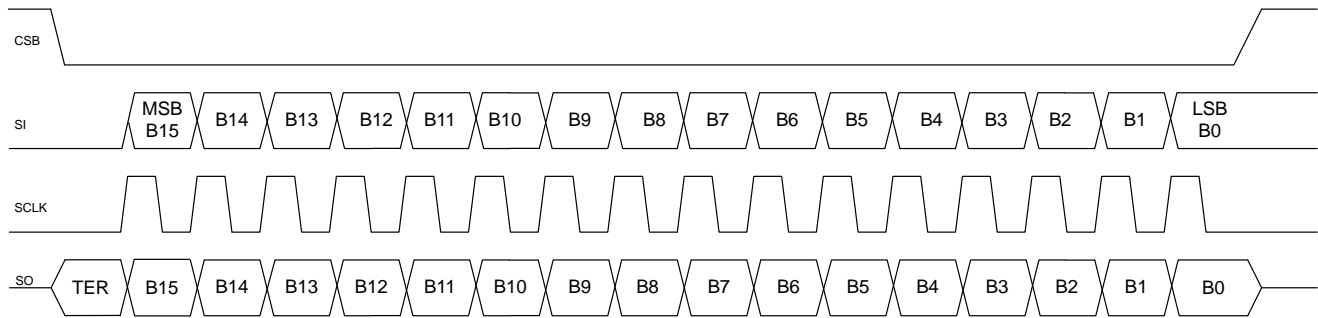 CSB
SI MSB B15 B14 B13 B12 B11 B10 B9 B8 B7 B6 B5 B4 B3 B2 B1 LSB B0
SCLK
SO TER B15 B14 B13 B12 B11 B10 B9 B8 B7 B6 B5 B4 B3 B2 B1 B0